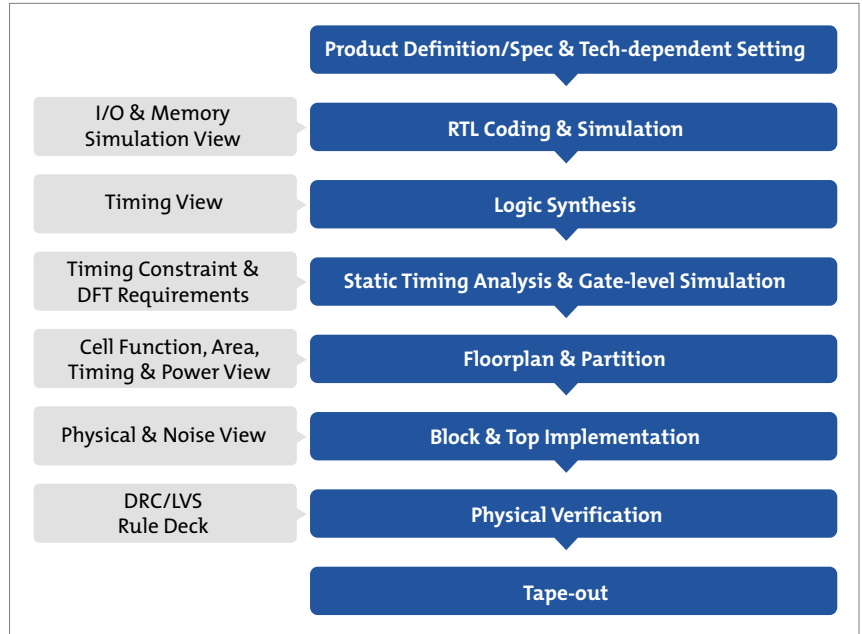 Product Definition/Spec & Tech-dependent Setting
I/O & Memory
Simulation View
RTL Coding & Simulation
Timing View
Logic Synthesis
Timing Constraint &
DFT Requirements
Static Timing Analysis & Gate-level Simulation
Cell Function, Area,
Timing & Power View
Floorplan & Partition
Physical & Noise View
Block & Top Implementation
DRC/LVS
Rule Deck
Physical Verification
Tape-out